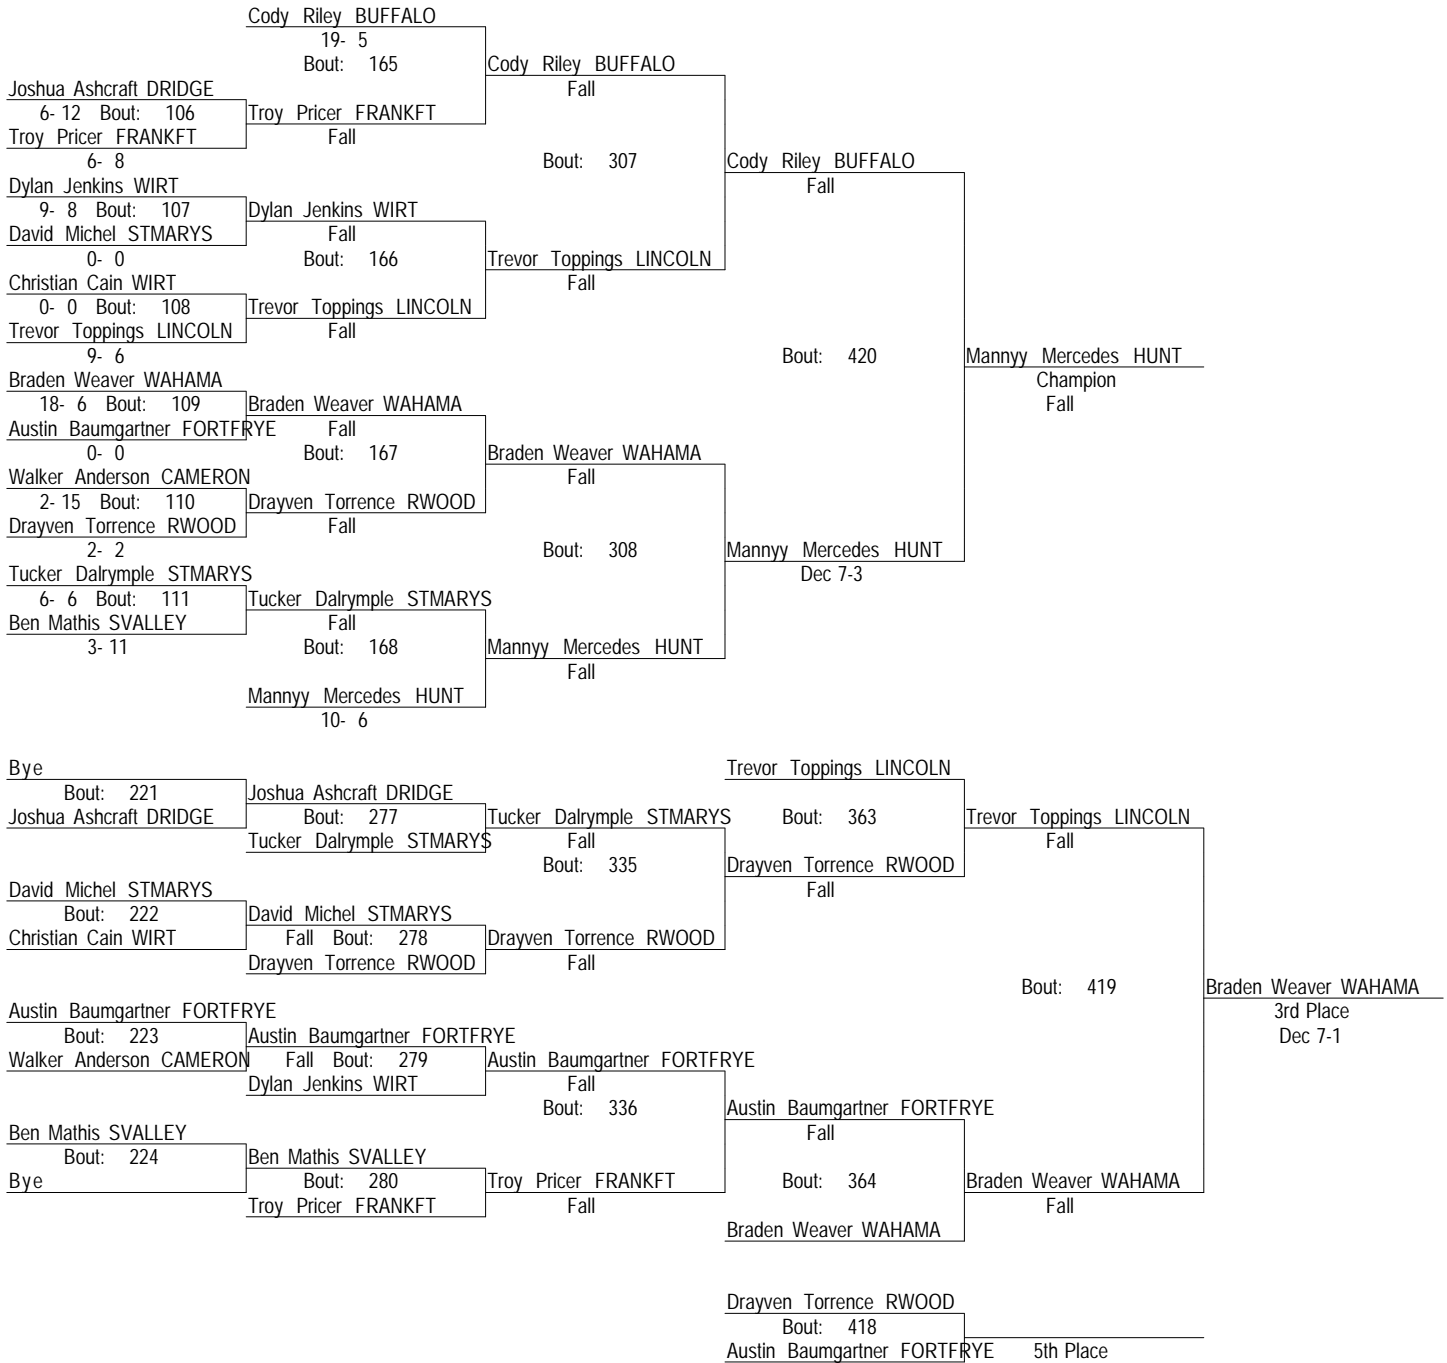 Cody Riley BUFFALO
19- 5
Bout: 165
Cody Riley BUFFALO
Fall
Joshua Ashcraft DRIDGE
6- 12 Bout: 106
Troy Pricer FRANKFT
Troy Pricer FRANKFT
Fall
6- 8
Bout: 307
Cody Riley BUFFALO
Fall
Dylan Jenkins WIRT
9- 8 Bout: 107
Dylan Jenkins WIRT
David Michel STMARYS
Fall
0- 0
Bout: 166
Trevor Toppings LINCOLN
Fall
Christian Cain WIRT
0- 0 Bout: 108
Trevor Toppings LINCOLN
Trevor Toppings LINCOLN
Fall
9- 6
Bout: 420
Mannyy Mercedes HUNT
Champion
Fall
Braden Weaver WAHAMA
18- 6 Bout: 109
Braden Weaver WAHAMA
Austin Baumgartner FORTFRYE
Fall
0- 0
Bout: 167
Braden Weaver WAHAMA
Fall
Walker Anderson CAMERON
2- 15 Bout: 110
Drayven Torrence RWOOD
Drayven Torrence RWOOD
Fall
2- 2
Bout: 308
Mannyy Mercedes HUNT
Dec 7-3
Tucker Dalrymple STMARYS
6- 6 Bout: 111
Tucker Dalrymple STMARYS
Ben Mathis SVALLEY
Fall
3- 11
Bout: 168
Mannyy Mercedes HUNT
Fall
Mannyy Mercedes HUNT
10- 6
Bye
Trevor Toppings LINCOLN
Bout: 221
Joshua Ashcraft DRIDGE
Joshua Ashcraft DRIDGE
Bout: 277
Tucker Dalrymple STMARYS
Bout: 363
Trevor Toppings LINCOLN
Tucker Dalrymple STMARYS
Fall
Fall
Bout: 335
Drayven Torrence RWOOD
Fall
David Michel STMARYS
Bout: 222
David Michel STMARYS
Christian Cain WIRT
Fall Bout: 278
Drayven Torrence RWOOD
Drayven Torrence RWOOD
Fall
Bout: 419
Braden Weaver WAHAMA
3rd Place
Dec 7-1
Austin Baumgartner FORTFRYE
Bout: 223
Austin Baumgartner FORTFRYE
Walker Anderson CAMERON
Fall Bout: 279
Austin Baumgartner FORTFRYE
Dylan Jenkins WIRT
Fall
Bout: 336
Austin Baumgartner FORTFRYE
Fall
Ben Mathis SVALLEY
Bout: 224
Ben Mathis SVALLEY
Bye
Bout: 280
Troy Pricer FRANKFT
Bout: 364
Braden Weaver WAHAMA
Troy Pricer FRANKFT
Fall
Fall
Braden Weaver WAHAMA
Drayven Torrence RWOOD
Bout: 418
Austin Baumgartner FORTFRYE
5th Place